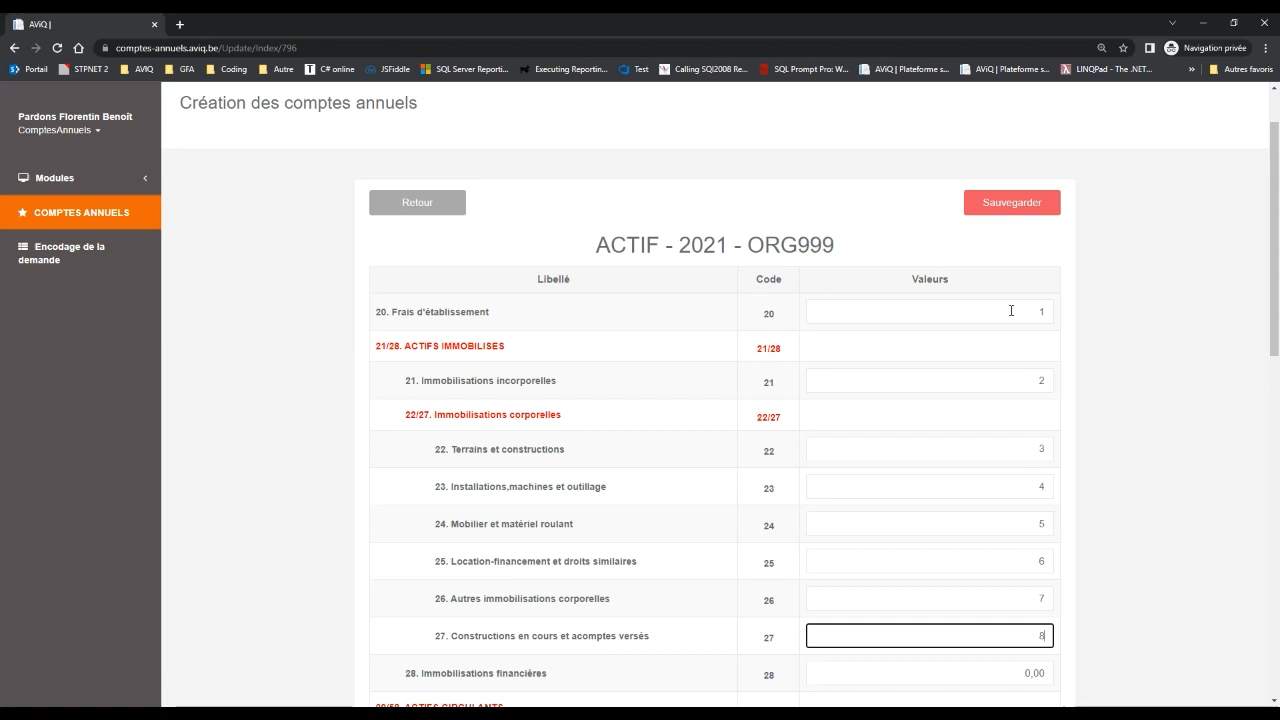 AViQ |
comptes-annuels.aviq.be/Update/Index/796
Navigation privée
Portail STPNET 2 AVIQ GFA Coding Autre C# online JSFiddle SQL Server Reporti... Executing Reportin... Test Calling SQl2008 Re... SQL Prompt Pro: W... AViQ | Plateforme s... AViQ | Plateforme s... LINQPad - The .NET... » Autres favoris
Pardons Florentin Benoît
ComptesAnnuels
Modules
COMPTES ANNUELS
Encodage de la
demande
Création des comptes annuels
Retour Sauvegarder
ACTIF - 2021 - ORG999
Libellé Code Valeurs
20. Frais d'établissement 20 1
21/28. ACTIFS IMMOBILISES 21/28
21. Immobilisations incorporelles 21 2
22/27. Immobilisations corporelles 22/27
22. Terrains et constructions 22 3
23. Installations,machines et outillage 23 4
24. Mobilier et matériel roulant 24 5
25. Location-financement et droits similaires 25 6
26. Autres immobilisations corporelles 26 7
27. Constructions en cours et acomptes versés 27 8
28. Immobilisations financières 28 0,00
ACTIFS CIRCULANTS